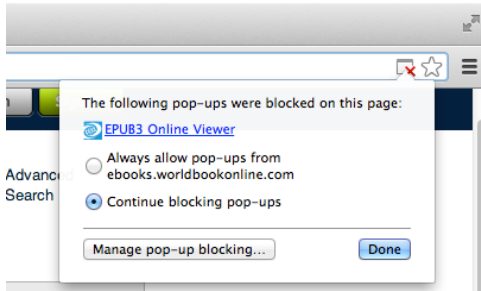 The following pop-ups were blocked on this page:
EPUB3 Online Viewer
Always allow pop-ups from
ebooks.worldbookonline.com
Continue blocking pop-ups
Manage pop-up blocking...
Done
Advanced
Search